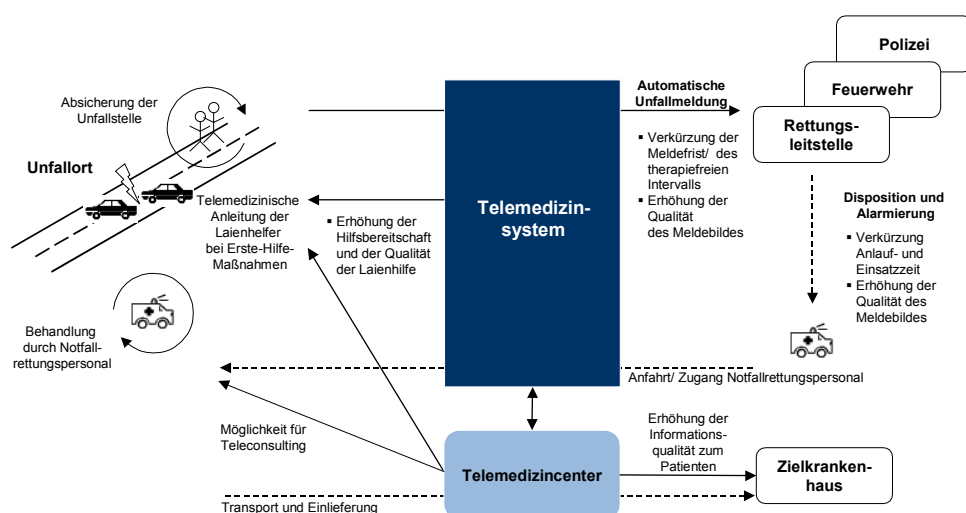 Polizei
Feuerwehr
Rettungs-
leitstelle
Automatische
Unfallmeldung
▪ Verkürzung der
Meldefrist/ des
therapiefreien
Intervalls
▪ Erhöhung der
Qualität
des Meldebildes
Absicherung der
Unfallstelle
Unfallort
Telemedizinische
Anleitung der
Laienhelfer
bei Erste-Hilfe-
Maßnahmen
▪ Erhöhung der
Hilfsbereitschaft
und der Qualität
der Laienhilfe
Telemedizin-
system
Disposition und
Alarmierung
▪ Verkürzung
Anlauf- und
Einsatzzeit
▪ Erhöhung der
Qualität des
Meldebildes
Behandlung
durch Notfall-
rettungspersonal
Anfahrt/ Zugang Notfallrettungspersonal
Möglichkeit für
Teleconsulting
Telemedizincenter
Erhöhung der
Informations-
qualität zum
Patienten
Zielkranken-
haus
Transport und Einlieferung